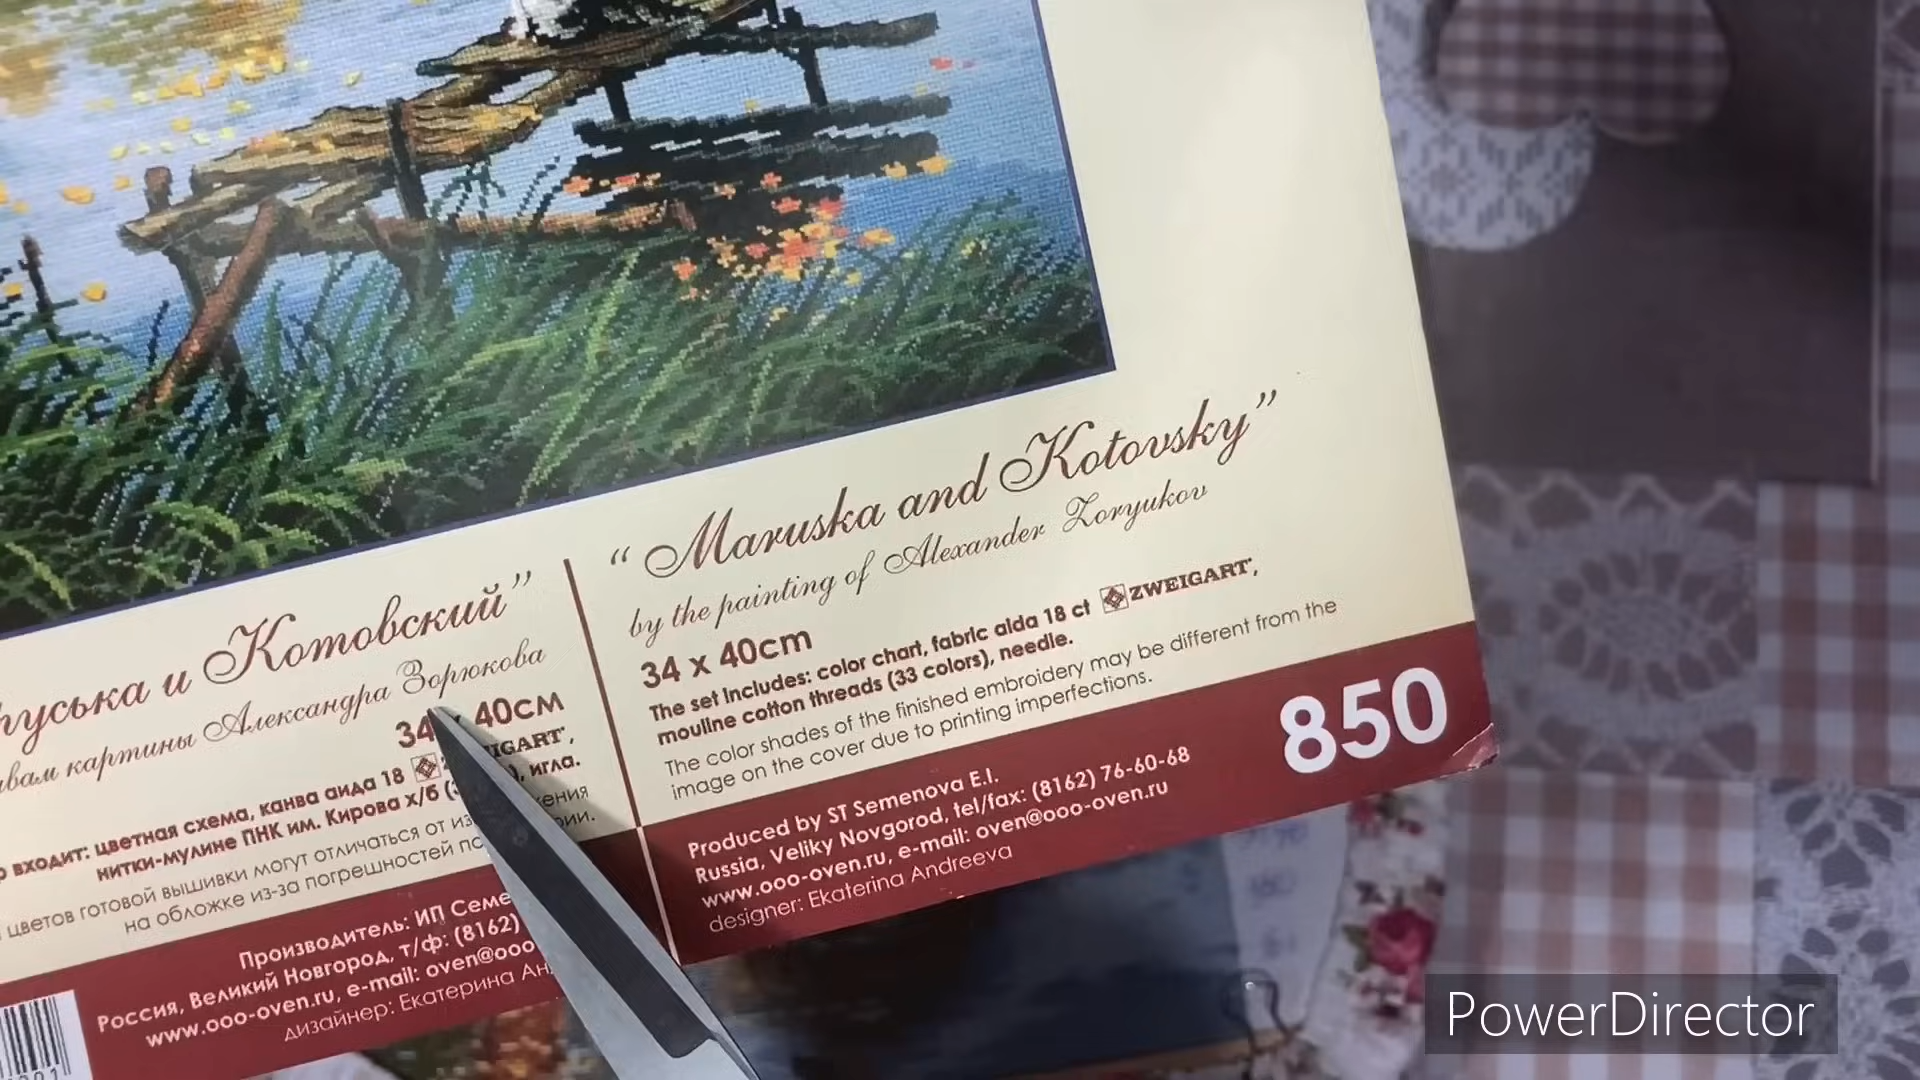 и Котовский”
картины Александра Зорюкова
40см
входит: цветная схема, канва аида 18
нитки-мулине ПНК им. Кирова х/б игла.
цветов готовой вышивки могут отличаться от
на обложке из-за погрешностей
Производитель: ИП
Россия, Великий Новгород, т/ф: (8162)
www.ooo-oven.ru, e-mail:
дизайнер: Екатерина
“Maruska and Kotovsky”
by the painting of Alexander Zoryukov
34 x 40cm
The set includes: color chart, fabric aida 18 ct ZWEIGART,
mouline cotton threads (33 colors), needle.
The color shades of the finished embroidery may be different from the
image on the cover due to printing imperfections.
Produced by ST Semenova E.I.
Russia, Veliky Novgorod, tel/fax: (8162) 76-60-68
www.ooo-oven.ru, e-mail: oven@ooo-oven.ru
designer: Ekaterina Andreeva
850
PowerDirector